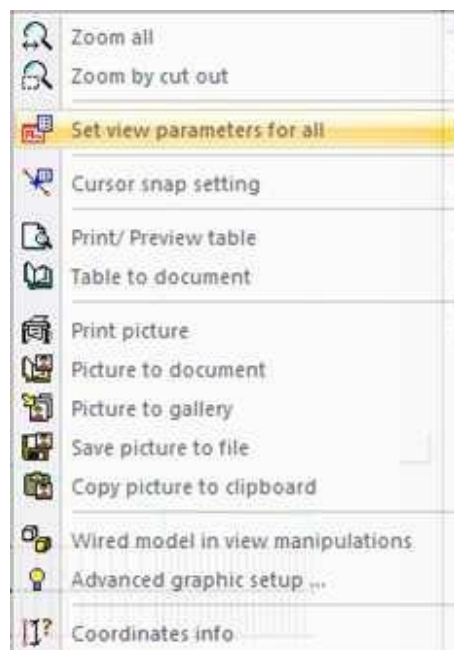 Zoom all
Zoom by cut out
Set view parameters for all
Cursor snap setting
Print/ Preview table
Table to document
Print picture
Picture to document
Picture to gallery
Save picture to file
Copy picture to clipboard
Wired model in view manipulations
Advanced graphic setup ...
Coordinates info